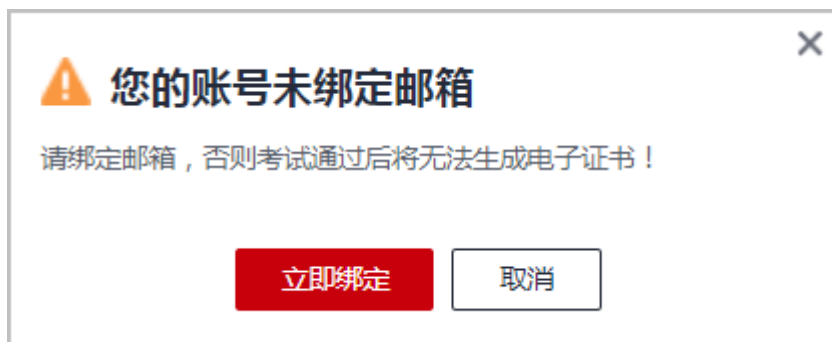 您的账号未绑定邮箱
请绑定邮箱，否则考试通过后将无法生成电子证书！
立即绑定 取消